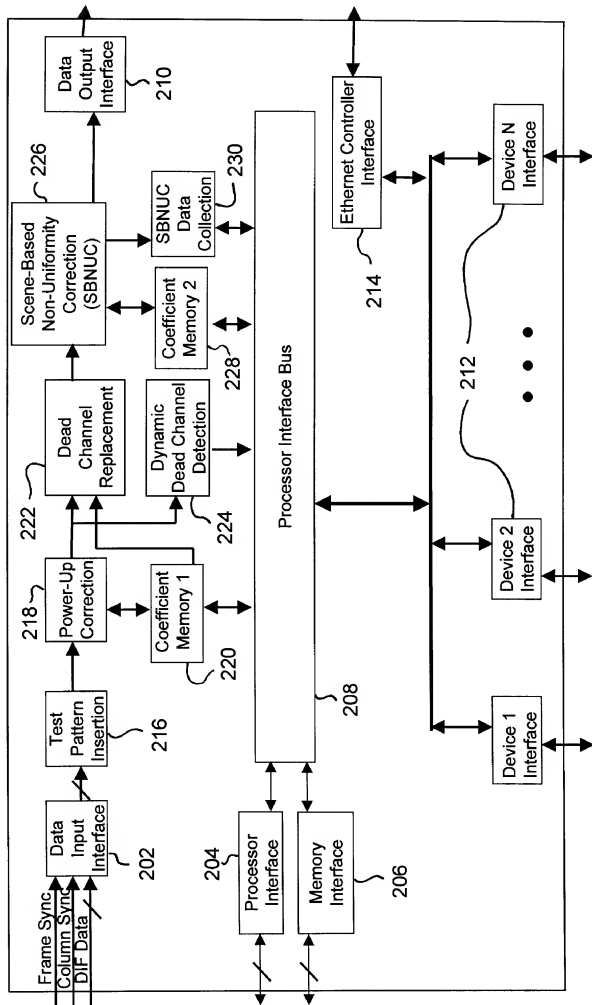 Frame Sync
Column Sync
DIF Data
Data
Input
Interface
202
Test
Pattern
Insertion
216
218
Power-Up
Correction
Coefficient
Memory 1
220
222
Dead
Channel
Replacement
Dynamic
Dead Channel
Detection
224
226
Scene-Based
Non-Uniformity
Correction
(SBNUC)
Coefficient
Memory 2
228
SBNUC
Data
Collection
230
Data
Output
Interface
210
204
Processor
Interface
Memory Interface
206
Processor Interface Bus
208
Ethernet Controller
Interface
214
Device 1
Interface
Device 2
Interface
212
Device N
Interface